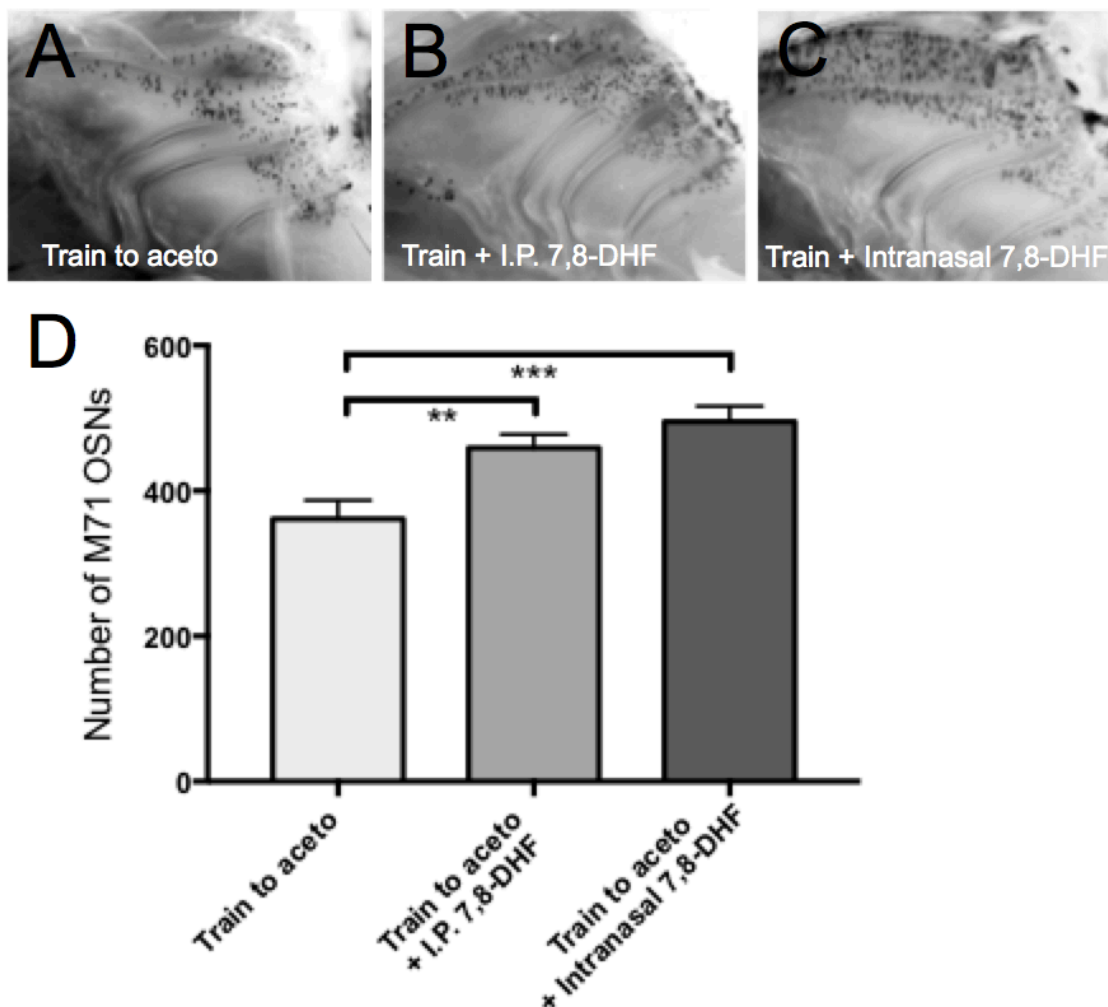 A
B
C
Train to aceto
Train + I.P. 7,8-DHF
Train + Intranasal 7,8-DHF
D
Number of M71 OSNs
600
400
200
0
***
**
Train to aceto
Train to aceto
+ I.P. 7,8-DHF
Train to aceto
+ Intranasal 7,8-DHF